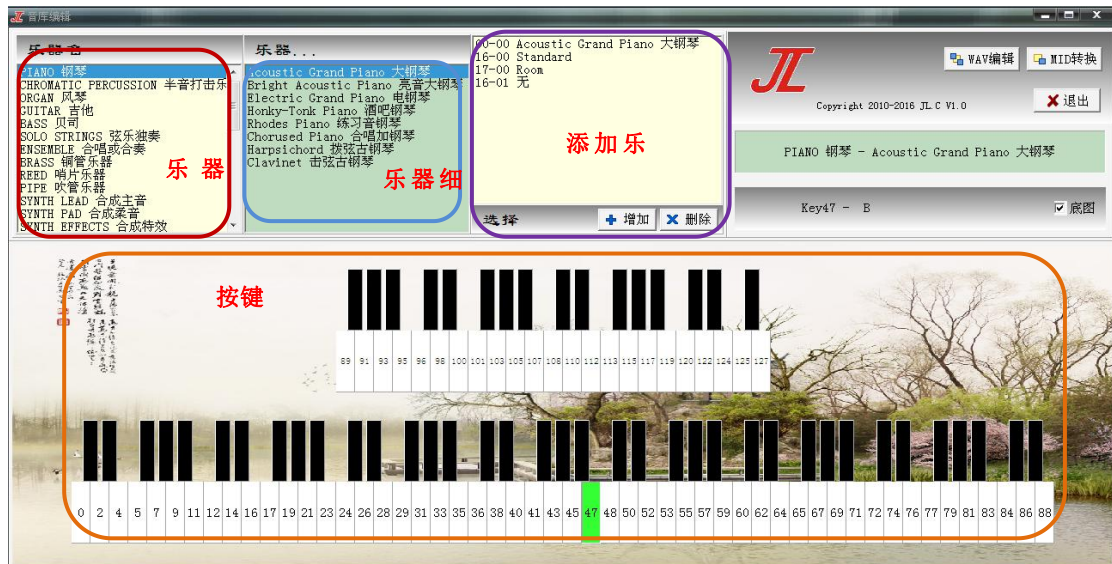 音库编辑
乐器名
PIANO 钢琴
CHROMATIC PERCUSSION 半音打击乐
ORGAN 风琴
GUITAR 吉他
BASS 贝司
SOLO STRINGS 弦乐独奏
ENSEMBLE 合唱或合奏
BRASS 铜管乐器
REED 哨片乐器
PIPE 吹管乐器
SYNTH LEAD 合成主音
SYNTH PAD 合成柔音
SYNTH EFFECTS 合成特效
乐 器
乐器...
Acoustic Grand Piano 大钢琴
Bright Acoustic Piano 亮音大钢琴
Electric Grand Piano 电钢琴
Honky-Tonk Piano 酒吧钢琴
Rhodes Piano 练习音钢琴
Chorused Piano 合唱加钢琴
Harpsichord 拨弦古钢琴
Clavinet 击弦古钢琴
乐器细
00-00 Acoustic Grand Piano 大钢琴
16-00 Standard
17-00 Room
16-01 无
添加乐
选择
增加
删除
JL
WAV编辑
MID转换
Copyright 2010-2016 JL C V1.0
退出
PIANO 钢琴 - Acoustic Grand Piano 大钢琴
Key47 - B
底图
按键
89 91 93 95 96 98 100 101 103 105 107 108 110 112 113 115 117 119 120 122 124 125 127
0 2 4 5 7 9 11 12 14 16 17 19 21 23 24 26 28 29 31 33 35 36 38 40 41 43 45 47 48 50 52 53 55 57 59 60 62 64 65 67 69 71 72 74 76 77 79 81 83 84 86 88